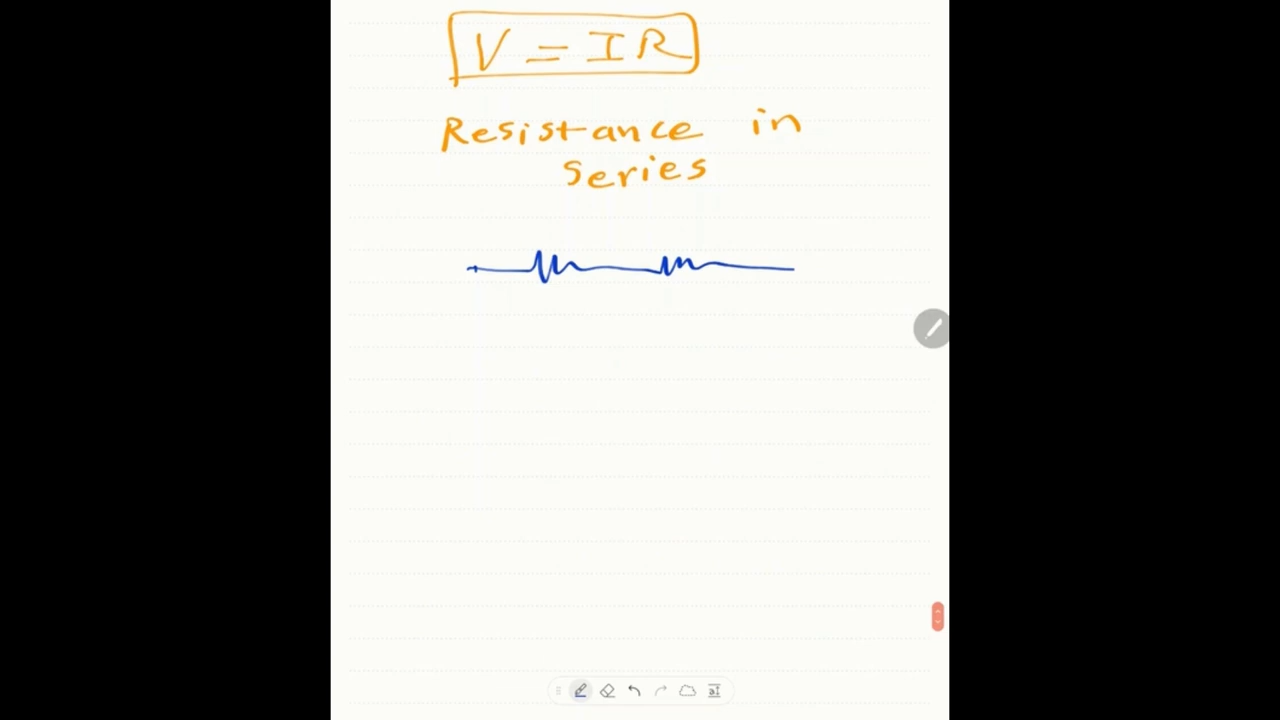 V = IR
Resistance in
series